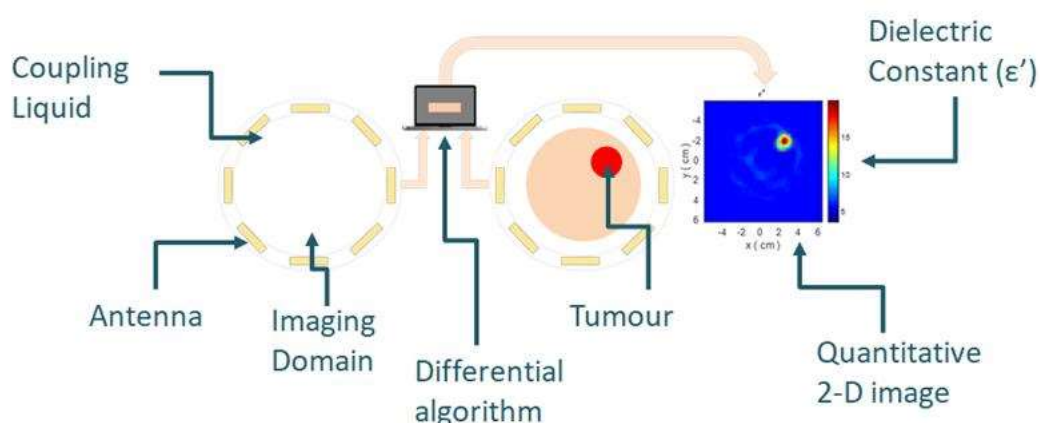 Coupling
Liquid
Antenna
Imaging
Domain
Differential
algorithm
Tumour
Dielectric
Constant (ε’)
Quantitative
2-D image
-4
-2
0
2
4
6
y ( cm)
-4 -2 0 2 4 6
x ( cm)
15
10
5